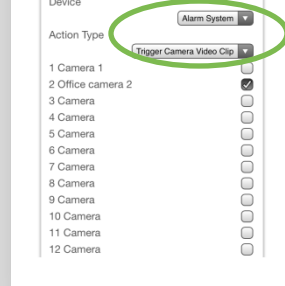 Device
Alarm System
Action Type
Trigger Camera Video Clip
1 Camera 1
2 Office camera 2
3 Camera
4 Camera
5 Camera
6 Camera
7 Camera
8 Camera
9 Camera
10 Camera
11 Camera
12 Camera